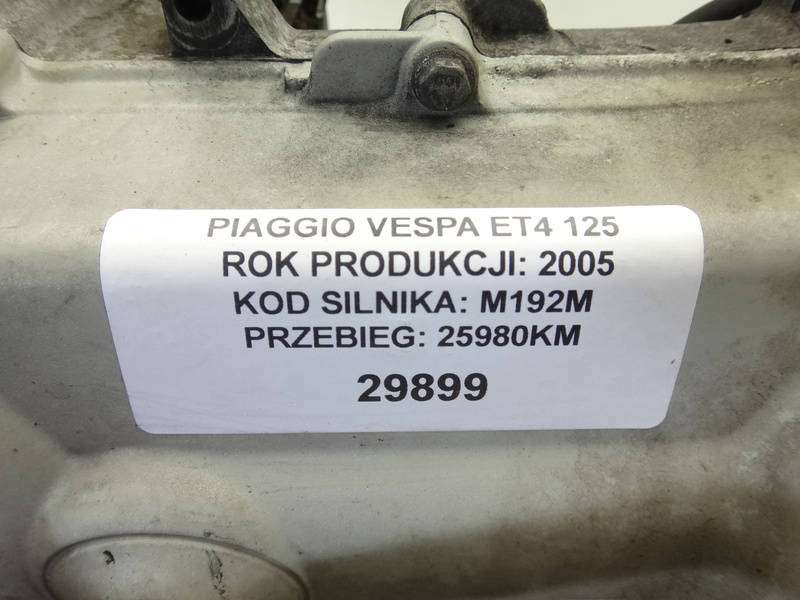 PIAGGIO VESPA ET4 125
ROK PRODUKCJI: 2005
KOD SILNIKA: M192M
PRZEBIEG: 25980KM
29899